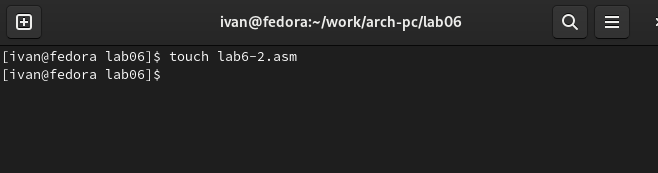 ivan@fedora:~/work/arch-pc/lab06
[ivan@fedora lab06]$ touch lab6-2.asm
[ivan@fedora lab06]$